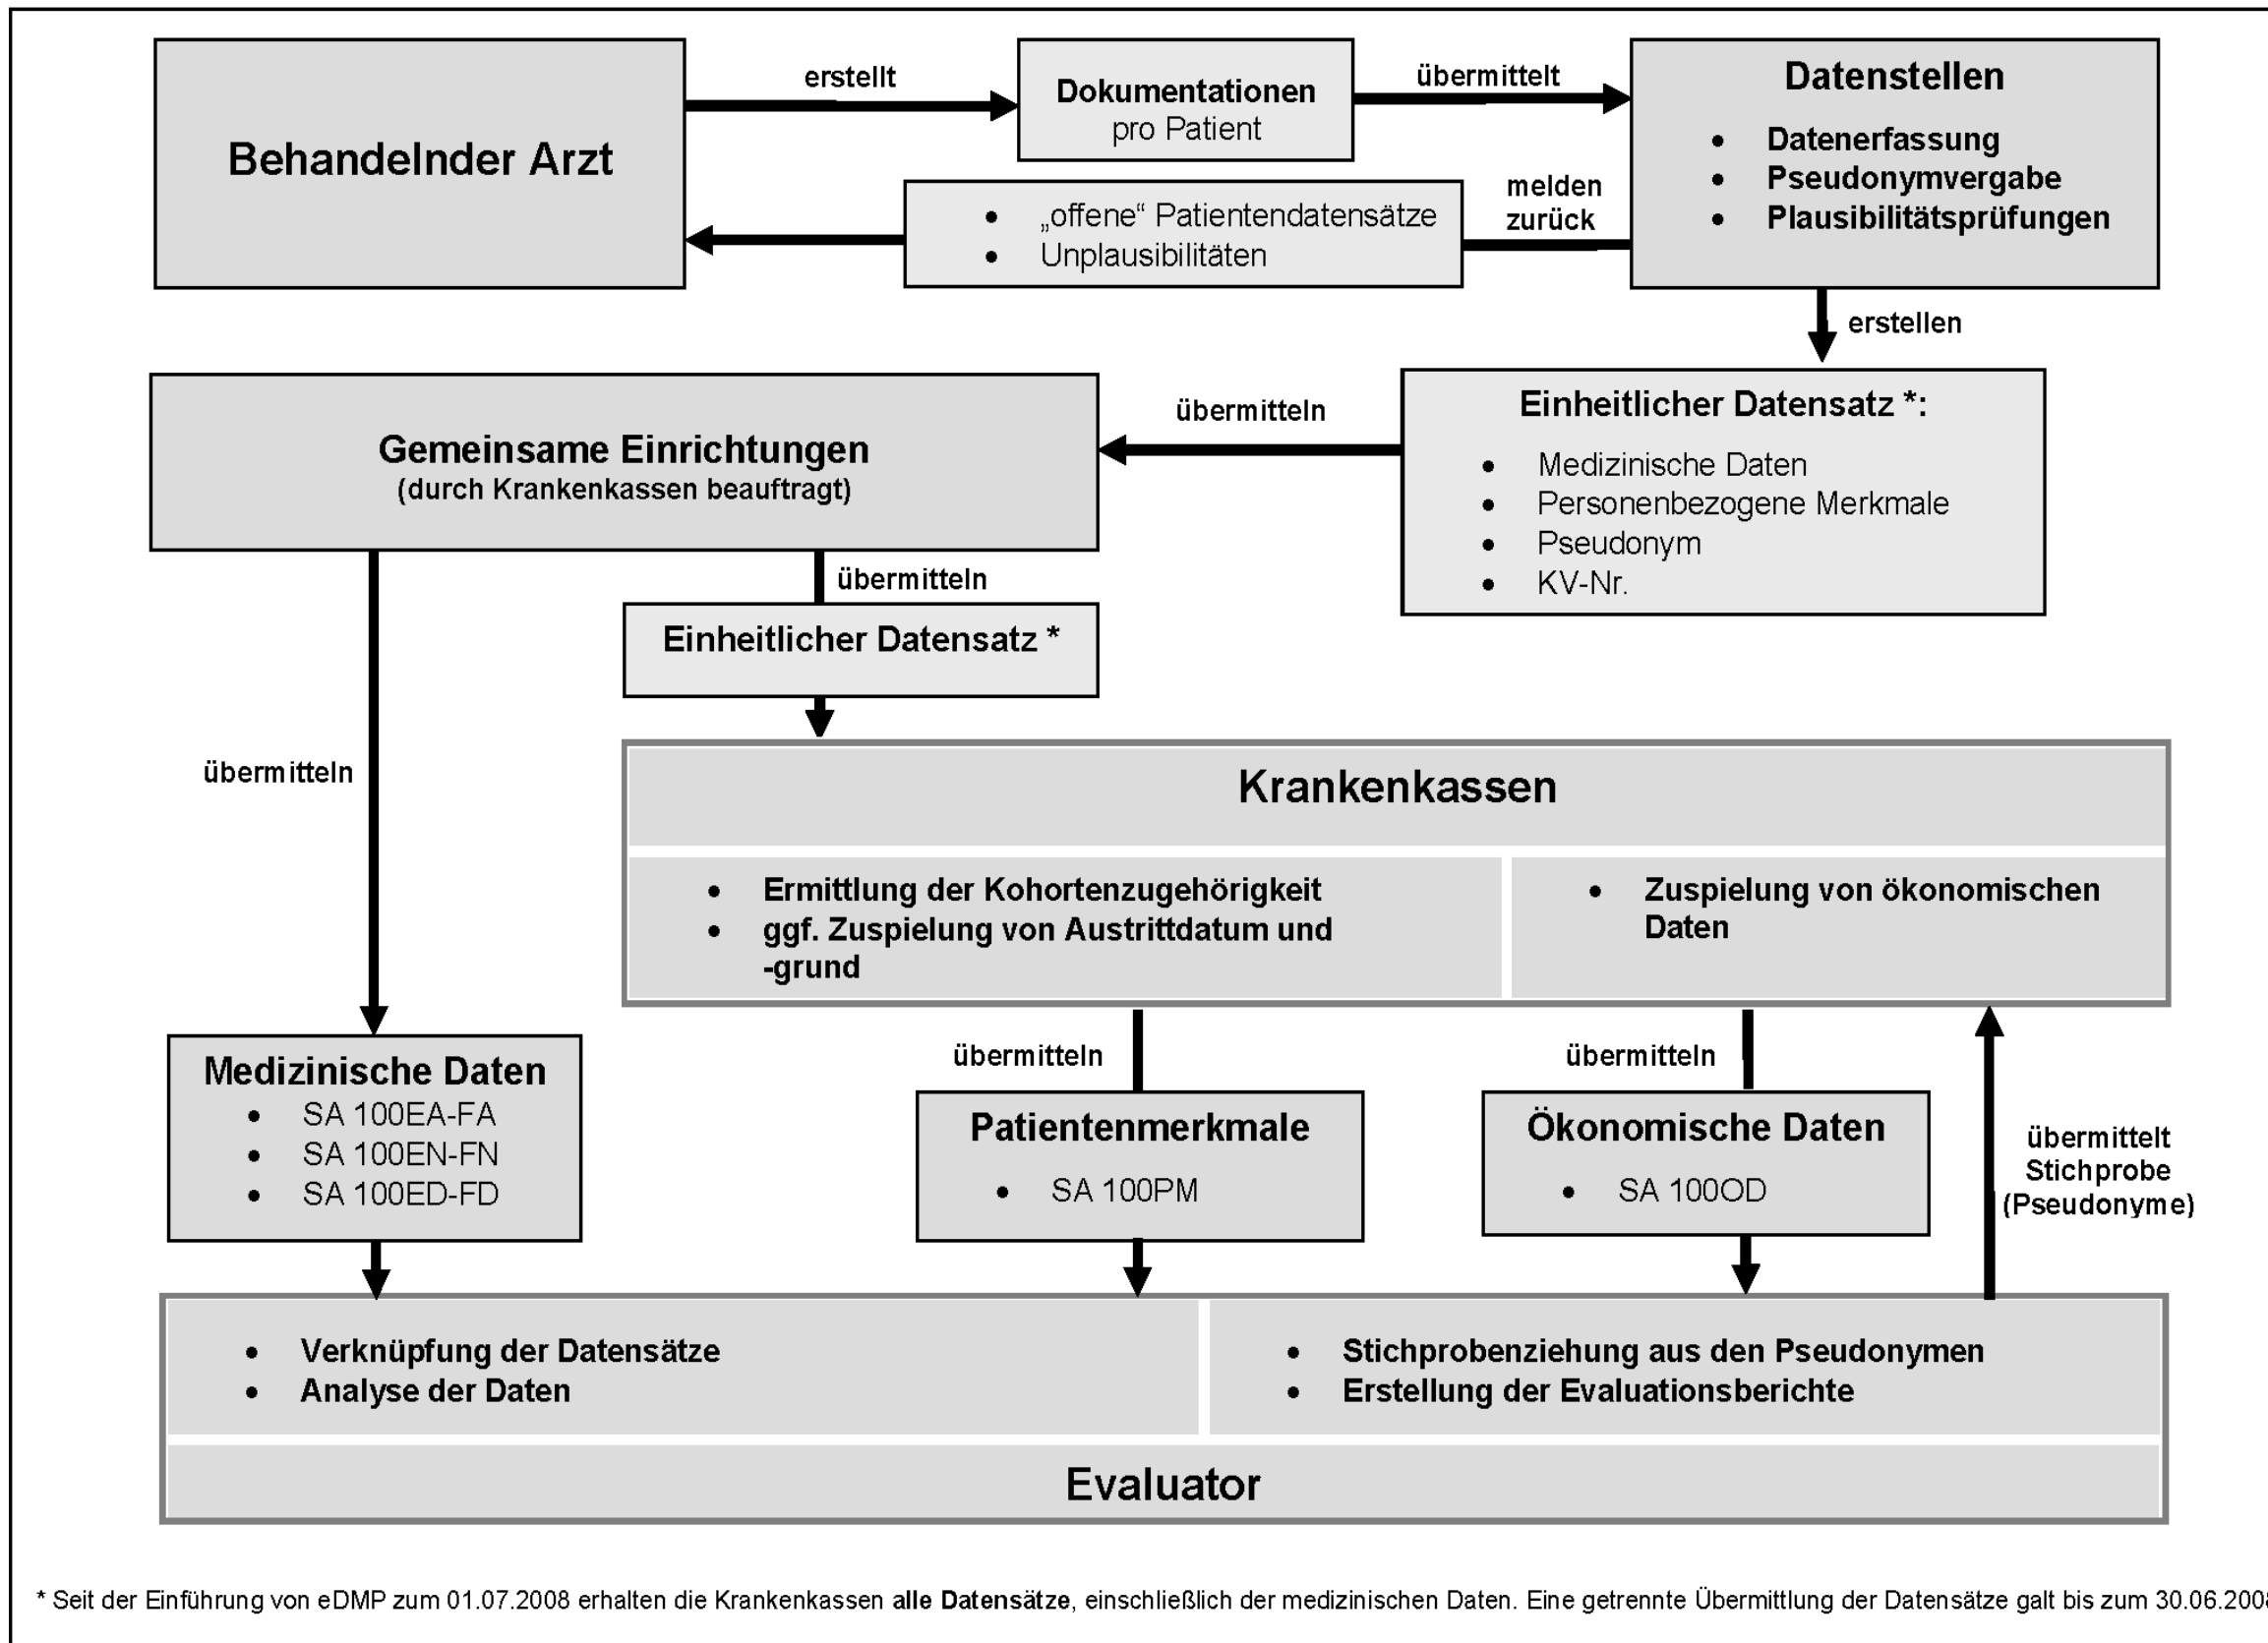 erstellt
Dokumentationen
pro Patient
übermittelt
Datenstellen
• Datenerfassung
• Pseudonymvergabe
• Plausibilitätsprüfungen
Behandelnder Arzt
melden
zurück
• „offene“ Patientendatensätze
• Unplausibilitäten
erstellen
Einheitlicher Datensatz *:
• Medizinische Daten
• Personenbezogene Merkmale
• Pseudonym
• KV-Nr.
übermitteln
Gemeinsame Einrichtungen
(durch Krankenkassen beauftragt)
übermitteln
Einheitlicher Datensatz *
übermitteln
Krankenkassen
• Ermittlung der Kohortenzugehörigkeit
• ggf. Zuspielung von Austrittdatum und
-grund
• Zuspielung von ökonomischen
Daten
Medizinische Daten
• SA 100EA-FA
• SA 100EN-FN
• SA 100ED-FD
übermitteln
Patientenmerkmale
• SA 100PM
übermitteln
Ökonomische Daten
• SA 100OD
übermittelt
Stichprobe
(Pseudonyme)
• Verknüpfung der Datensätze
• Analyse der Daten
• Stichprobenziehung aus den Pseudonymen
• Erstellung der Evaluationsberichte
Evaluator
* Seit der Einführung von eDMP zum 01.07.2008 erhalten die Krankenkassen alle Datensätze, einschließlich der medizinischen Daten. Eine getrennte Übermittlung der Datensätze galt bis zum 30.06.2008